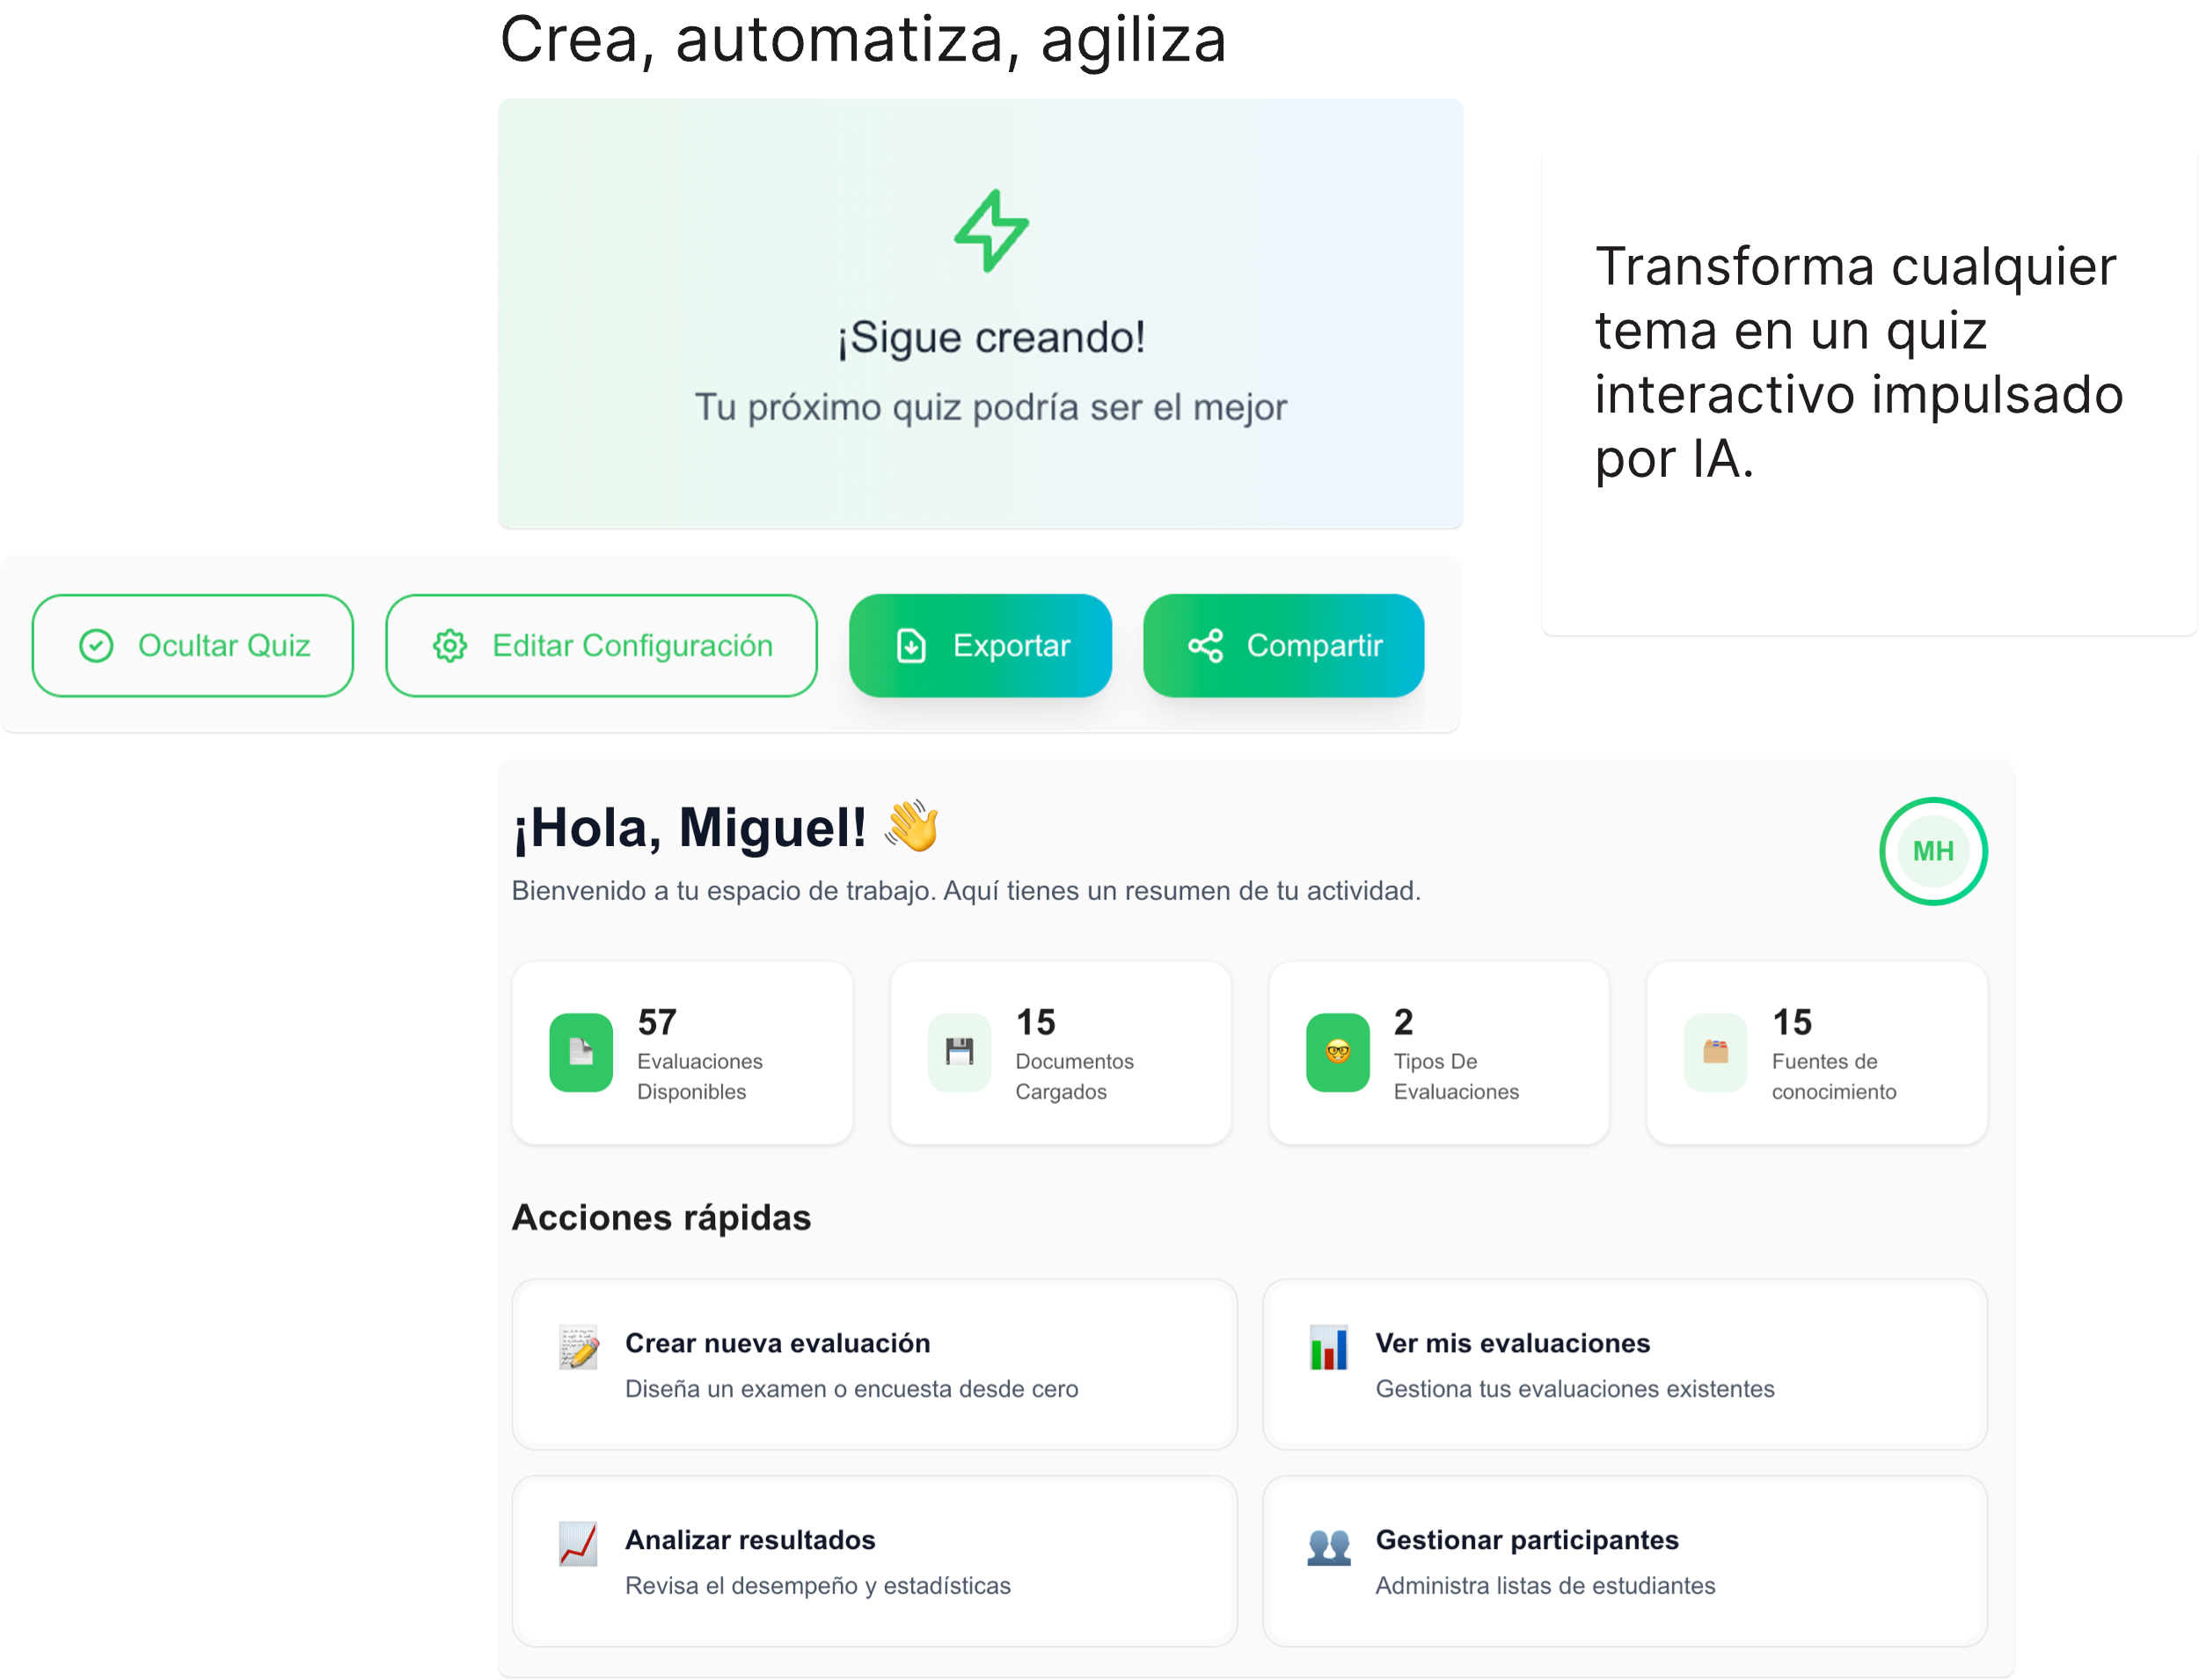 Crea, automatiza, agiliza
¡Sigue creando!
Tu próximo quiz podría ser el mejor
Transforma cualquier
tema en un quiz
interactivo impulsado
por IA.
Ocultar Quiz
Editar Configuración
Exportar
Compartir
¡Hola, Miguel! 👋
Bienvenido a tu espacio de trabajo. Aquí tienes un resumen de tu actividad.
MH
57
Evaluaciones
Disponibles
15
Documentos
Cargados
2
Tipos De
Evaluaciones
15
Fuentes de
conocimiento
Acciones rápidas
Crear nueva evaluación
Diseña un examen o encuesta desde cero
Ver mis evaluaciones
Gestiona tus evaluaciones existentes
Analizar resultados
Revisa el desempeño y estadísticas
Gestionar participantes
Administra listas de estudiantes